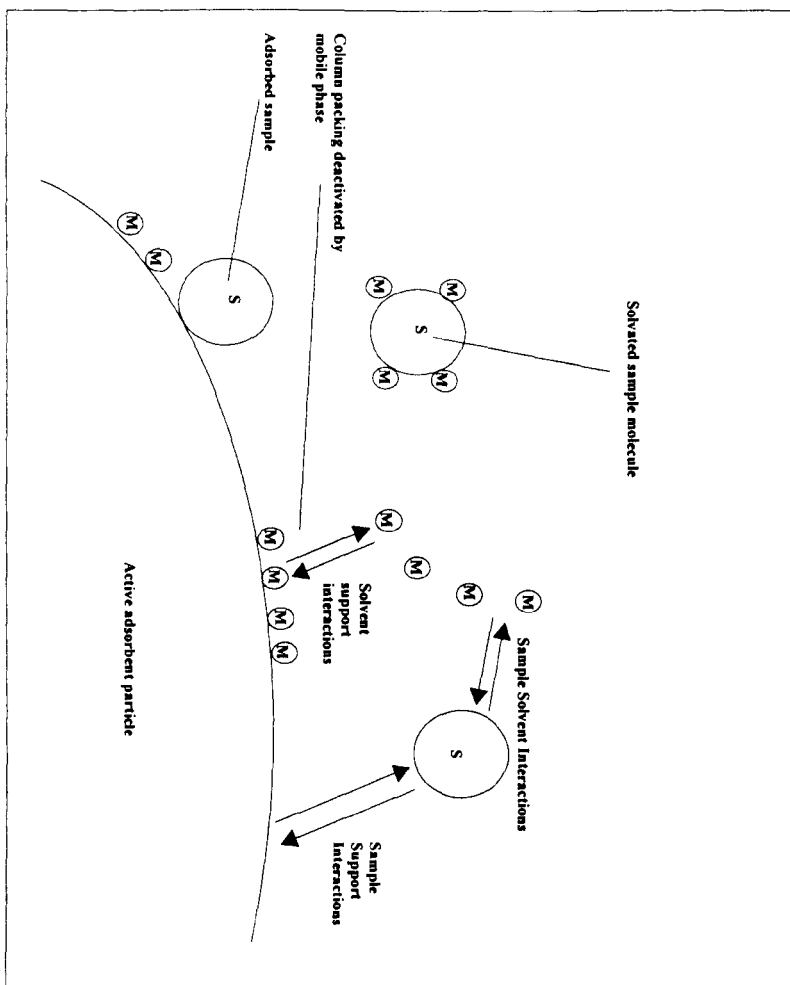 Solvated sample molecule
M
Sample Solvent Interactions
M
S
M
M
S
M
M
M
M
Sample
Support
Interactions
Solvent
support
interactions
Column packing deactivated by
mobile phase
M
M
M
M
Adsorbed sample
S
M
M
Active adsorbent particle